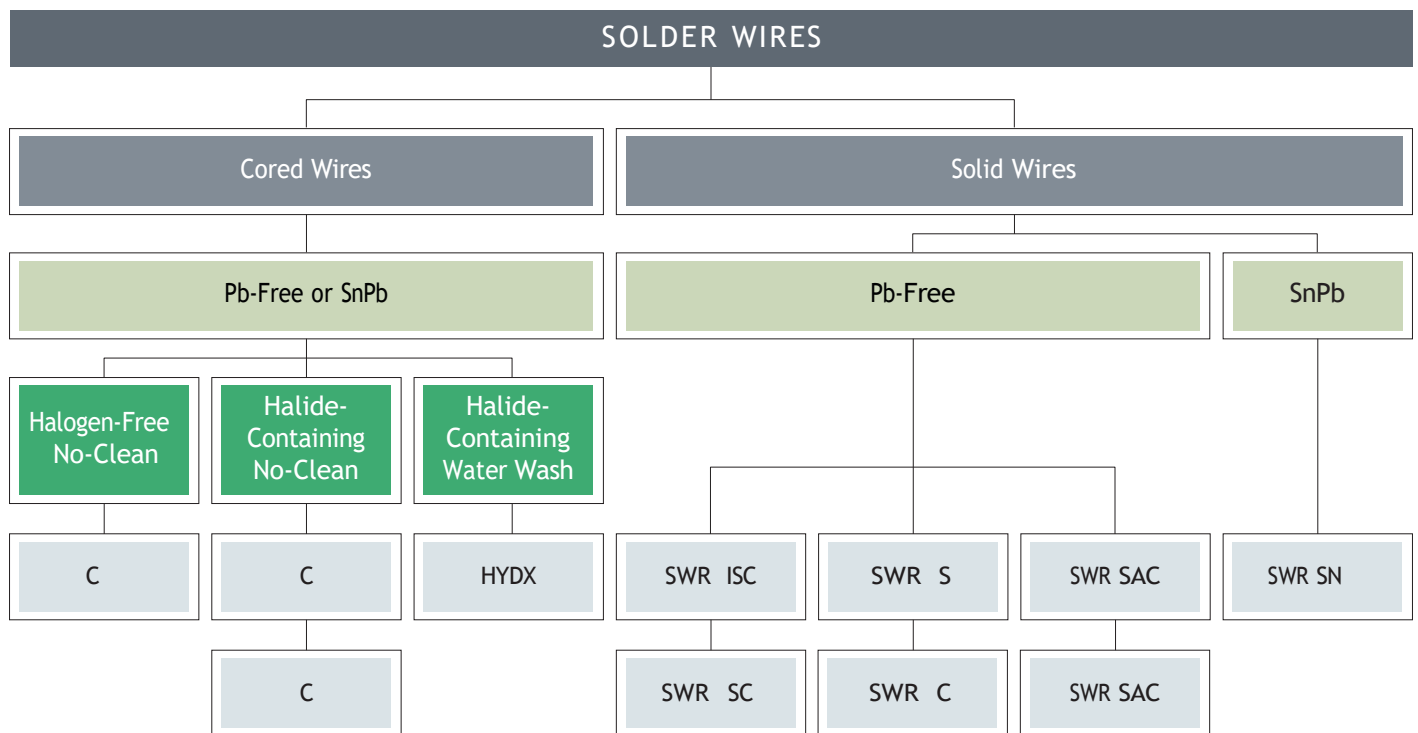 SOLDER WIRES
Cored Wires
Solid Wires
Pb-Free or SnPb
Pb-Free
SnPb
Halogen-Free
No-Clean
Halide-
Containing
No-Clean
Halide-
Containing
Water Wash
C
C
HYDX
SWR ISC
SWR S
SWR SAC
SWR SN
C
SWR SC
SWR C
SWR SAC